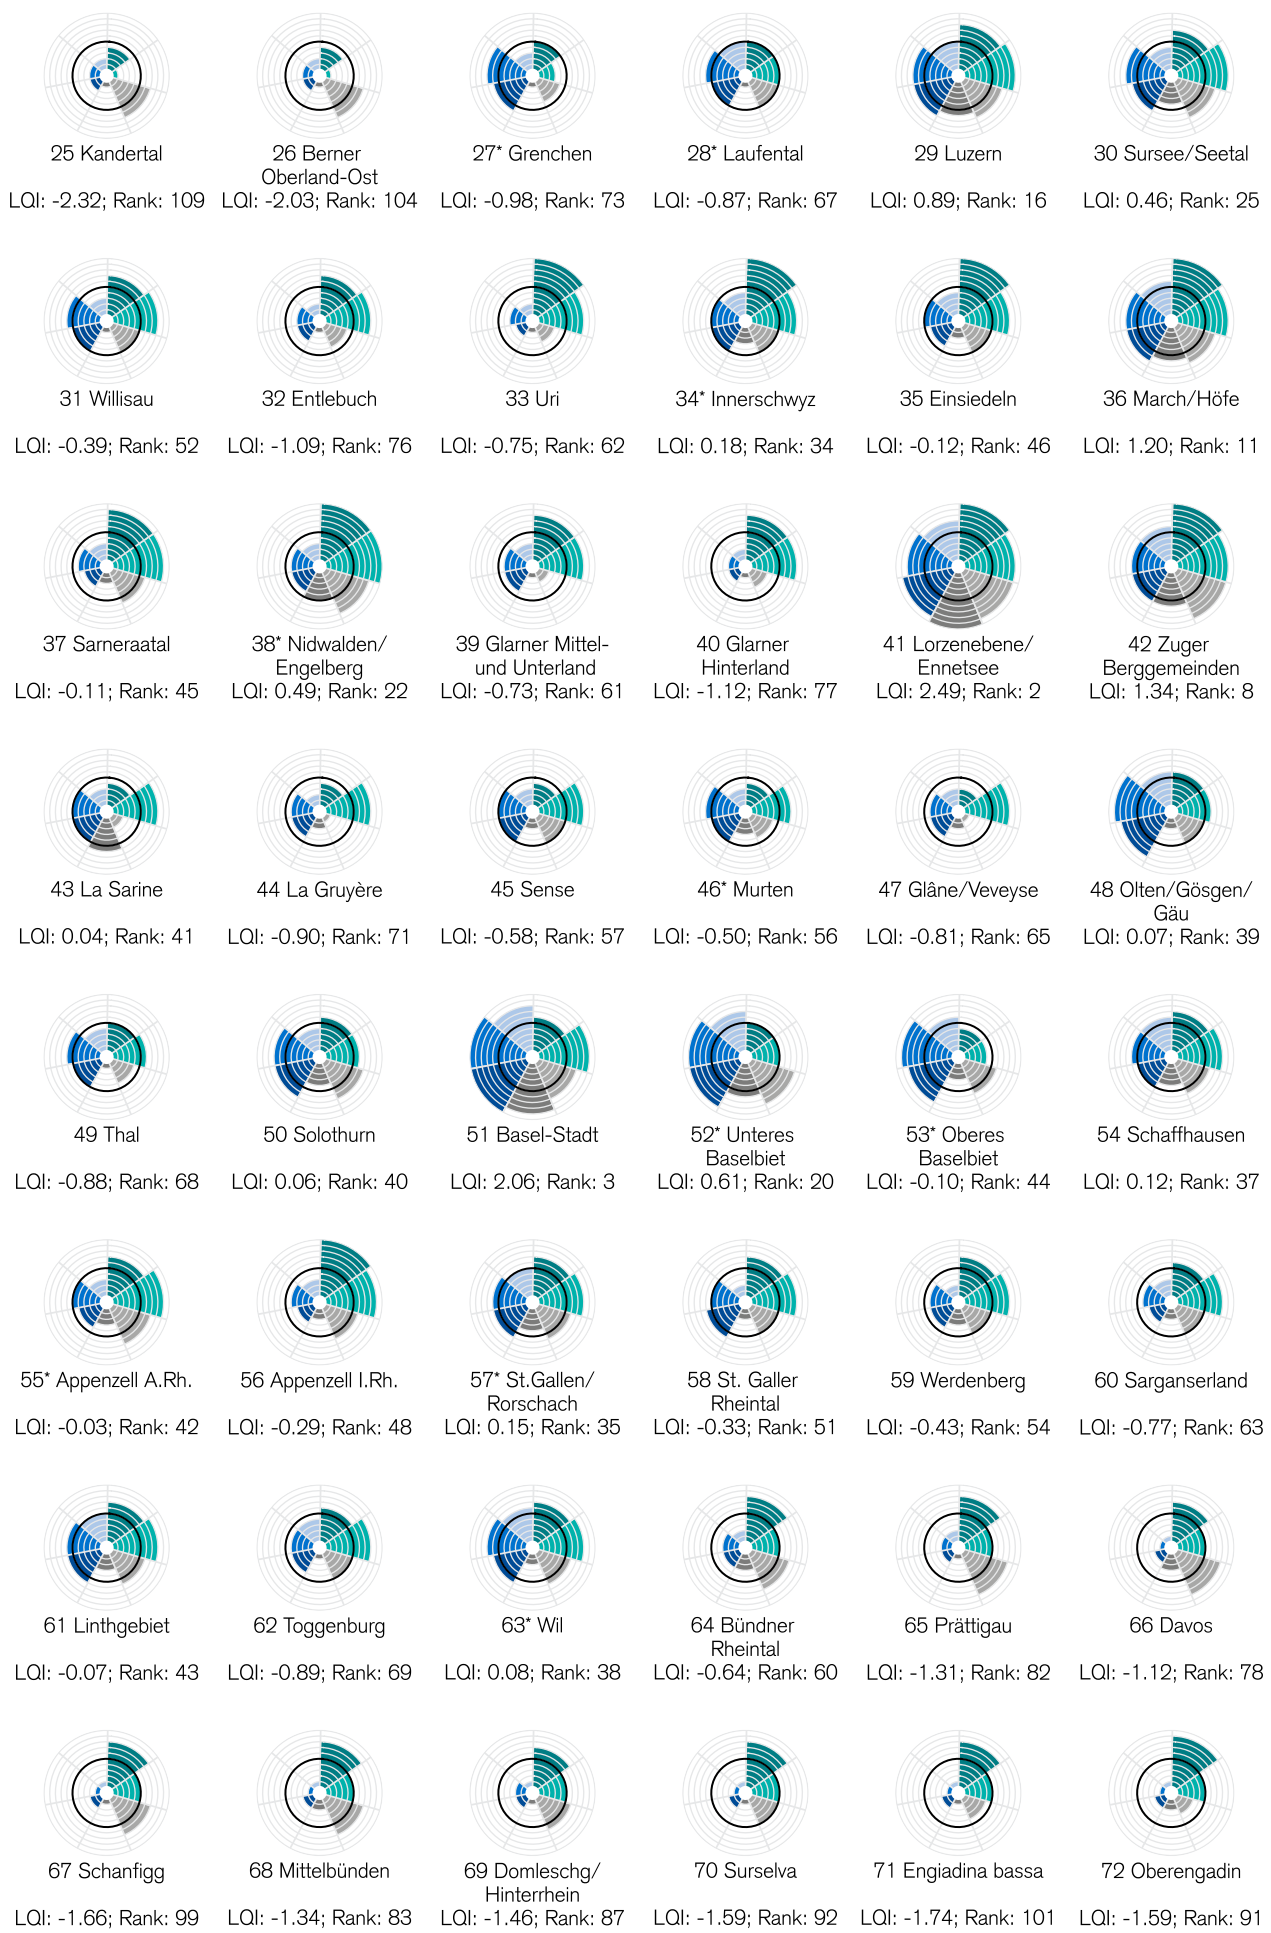 25 Kandertal
26 Berner
Oberland-Ost
27* Grenchen
28* Laufental
29 Luzern
30 Sursee/Seetal
LQI: -2.32; Rank: 109
LQI: -2.03; Rank: 104
LQI: -0.98; Rank: 73
LQI: -0.87; Rank: 67
LQI: 0.89; Rank: 16
LQI: 0.46; Rank: 25
31 Willisau
32 Entlebuch
33 Uri
34* Innerschwyz
35 Einsiedeln
36 March/Höfe
LQI: -0.39; Rank: 52
LQI: -1.09; Rank: 76
LQI: -0.75; Rank: 62
LQI: 0.18; Rank: 34
LQI: -0.12; Rank: 46
LQI: 1.20; Rank: 11
37 Sarneraatal
38* Nidwalden/
Engelberg
39 Glarner Mittel-
und Unterland
40 Glarner
Hinterland
41 Lorzenebene/
Ennetsee
42 Zuger
Berggemeinden
LQI: -0.11; Rank: 45
LQI: 0.49; Rank: 22
LQI: -0.73; Rank: 61
LQI: -1.12; Rank: 77
LQI: 2.49; Rank: 2
LQI: 1.34; Rank: 8
43 La Sarine
44 La Gruyère
45 Sense
46* Murten
47 Glâne/Veveyse
48 Olten/Gösgen/
Gäu
LQI: 0.04; Rank: 41
LQI: -0.90; Rank: 71
LQI: -0.58; Rank: 57
LQI: -0.50; Rank: 56
LQI: -0.81; Rank: 65
LQI: 0.07; Rank: 39
49 Thal
50 Solothurn
51 Basel-Stadt
52* Unteres
Baselbiet
53* Oberes
Baselbiet
54 Schaffhausen
LQI: -0.88; Rank: 68
LQI: 0.06; Rank: 40
LQI: 2.06; Rank: 3
LQI: 0.61; Rank: 20
LQI: -0.10; Rank: 44
LQI: 0.12; Rank: 37
55* Appenzell A.Rh.
56 Appenzell I.Rh.
57* St.Gallen/
Rorschach
58 St. Galler
Rheintal
59 Werdenberg
60 Sarganserland
LQI: -0.03; Rank: 42
LQI: -0.29; Rank: 48
LQI: 0.15; Rank: 35
LQI: -0.33; Rank: 51
LQI: -0.43; Rank: 54
LQI: -0.77; Rank: 63
61 Linthgebiet
62 Toggenburg
63* Wil
64 Bündner
Rheintal
65 Prättigau
66 Davos
LQI: -0.07; Rank: 43
LQI: -0.89; Rank: 69
LQI: 0.08; Rank: 38
LQI: -0.64; Rank: 60
LQI: -1.31; Rank: 82
LQI: -1.12; Rank: 78
67 Schanfigg
68 Mittelbünden
69 Domleschg/
Hinterrhein
70 Surselva
71 Engiadina bassa
72 Oberengadin
LQI: -1.66; Rank: 99
LQI: -1.34; Rank: 83
LQI: -1.46; Rank: 87
LQI: -1.59; Rank: 92
LQI: -1.74; Rank: 101
LQI: -1.59; Rank: 91